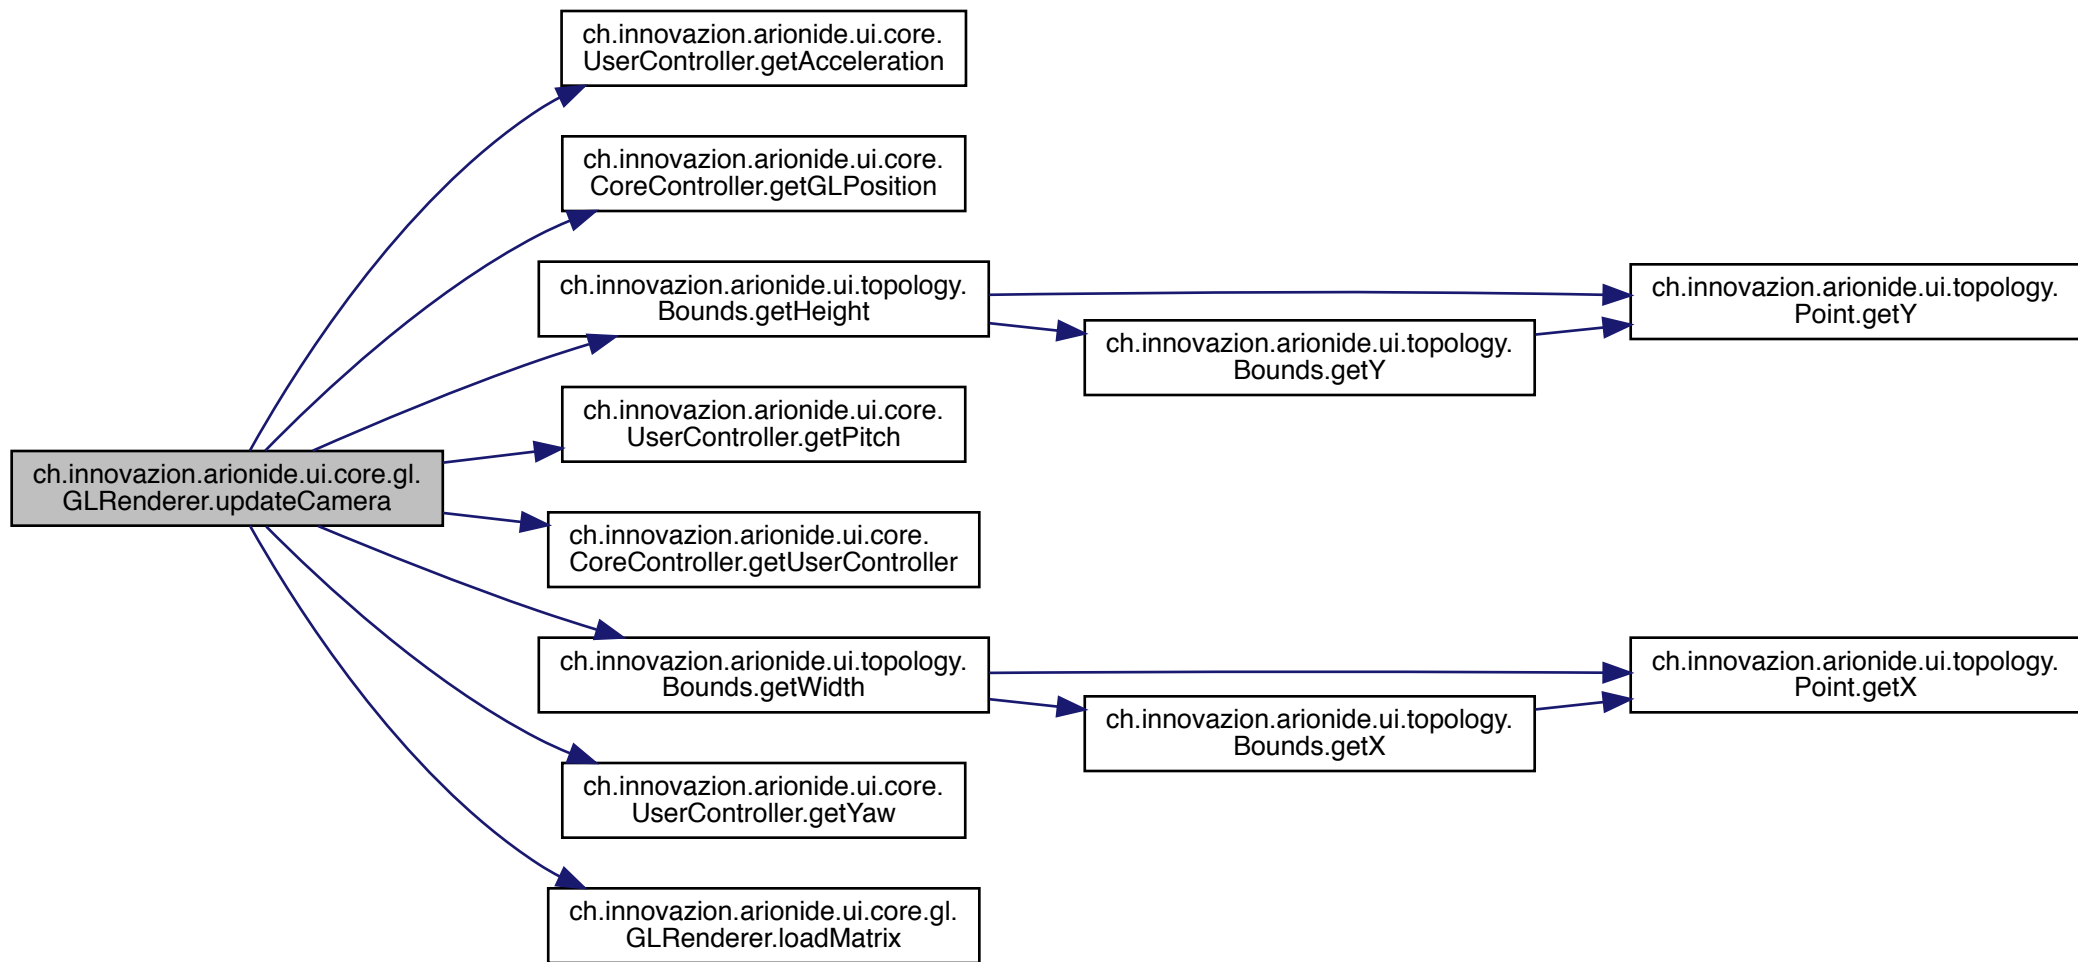 ch.innovazion.arionide.ui.core.
UserController.getAcceleration
ch.innovazion.arionide.ui.core.
CoreController.getGLPosition
ch.innovazion.arionide.ui.topology.
Bounds.getHeight
ch.innovazion.arionide.ui.topology.
Point.getY
ch.innovazion.arionide.ui.topology.
Bounds.getY
ch.innovazion.arionide.ui.core.
UserController.getPitch
ch.innovazion.arionide.ui.core.gl.
GLRenderer.updateCamera
ch.innovazion.arionide.ui.core.
CoreController.getUserController
ch.innovazion.arionide.ui.topology.
Bounds.getWidth
ch.innovazion.arionide.ui.topology.
Point.getX
ch.innovazion.arionide.ui.topology.
Bounds.getX
ch.innovazion.arionide.ui.core.
UserController.getYaw
ch.innovazion.arionide.ui.core.gl.
GLRenderer.loadMatrix